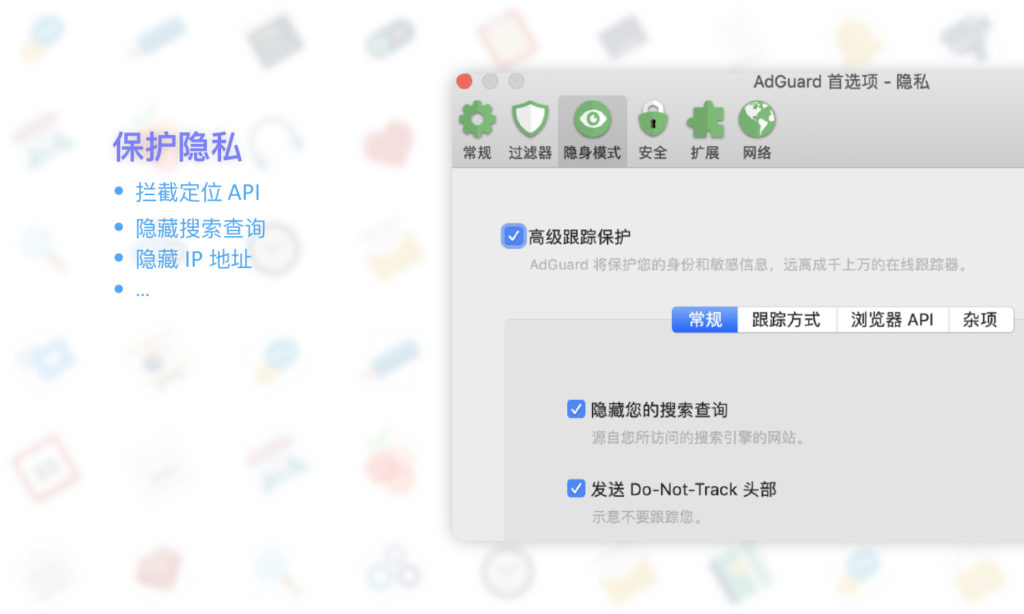 保护隐私
拦截定位 API
隐藏搜索查询
隐藏 IP 地址
...
AdGuard 首选项 - 隐私
常规 过滤器 隐身模式 安全 扩展 网络
高级跟踪保护
AdGuard 将保护您的身份和敏感信息，远离成千上万的在线跟踪器。
常规 跟踪方式 浏览器 API 杂项
隐藏您的搜索查询
源自您所访问的搜索引擎的网站。
发送 Do-Not-Track 头部
示意不要跟踪您。